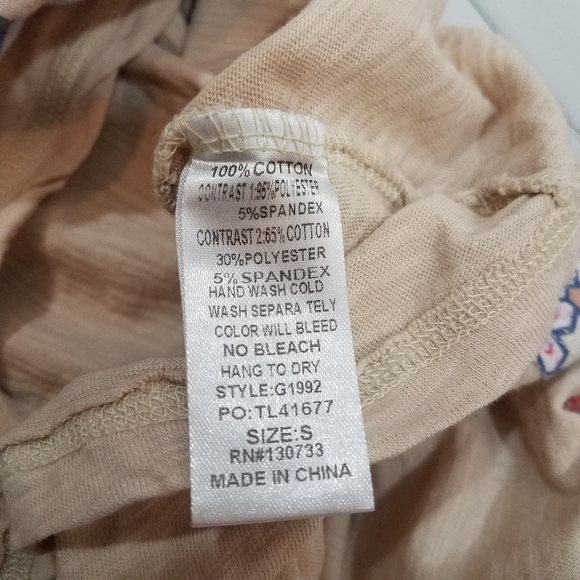 100% COTTON
CONTRAST 1:95%POLYESTER
5%SPANDEX
CONTRAST 2:65%COTTON
30%POLYESTER
5%SPANDEX
HAND WASH COLD
WASH SEPARA TELY
COLOR WILL BLEED
NO BLEACH
HANG TO DRY
STYLE:G1992
PO:TL41677
SIZE:S
RN#130733
MADE IN CHINA